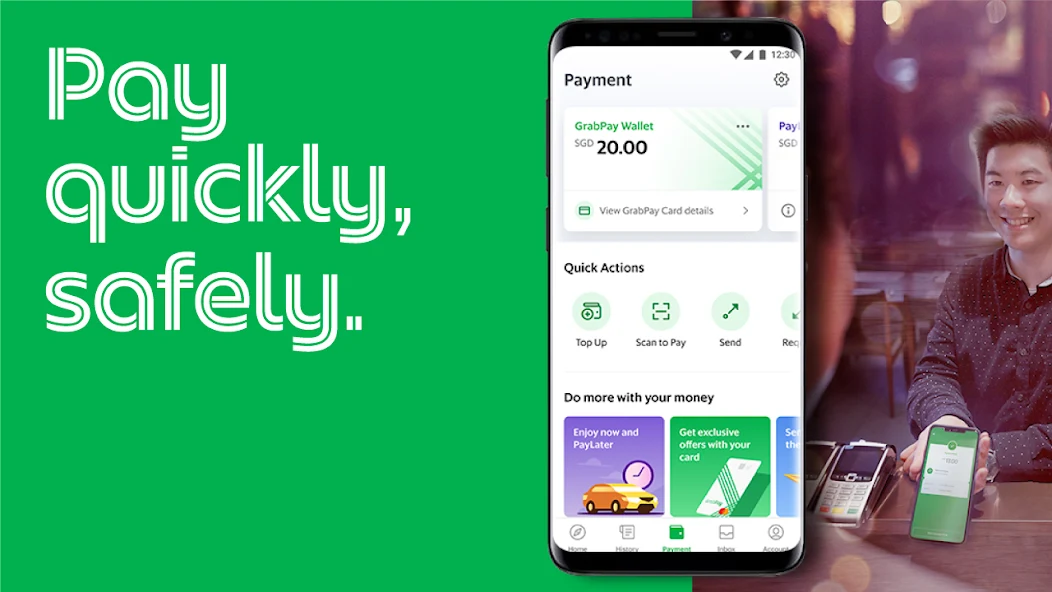 Pay
quickly,
safely.
12:30
Payment
GrabPay Wallet
SGD 20.00
View GrabPay Card details
Pay
SGD
Quick Actions
Top Up
Scan to Pay
Send
Req
Do more with your money
Enjoy now and
PayLater
Get exclusive
offers with your
card
Se
the
Home
History
Payment
Inbox
Account